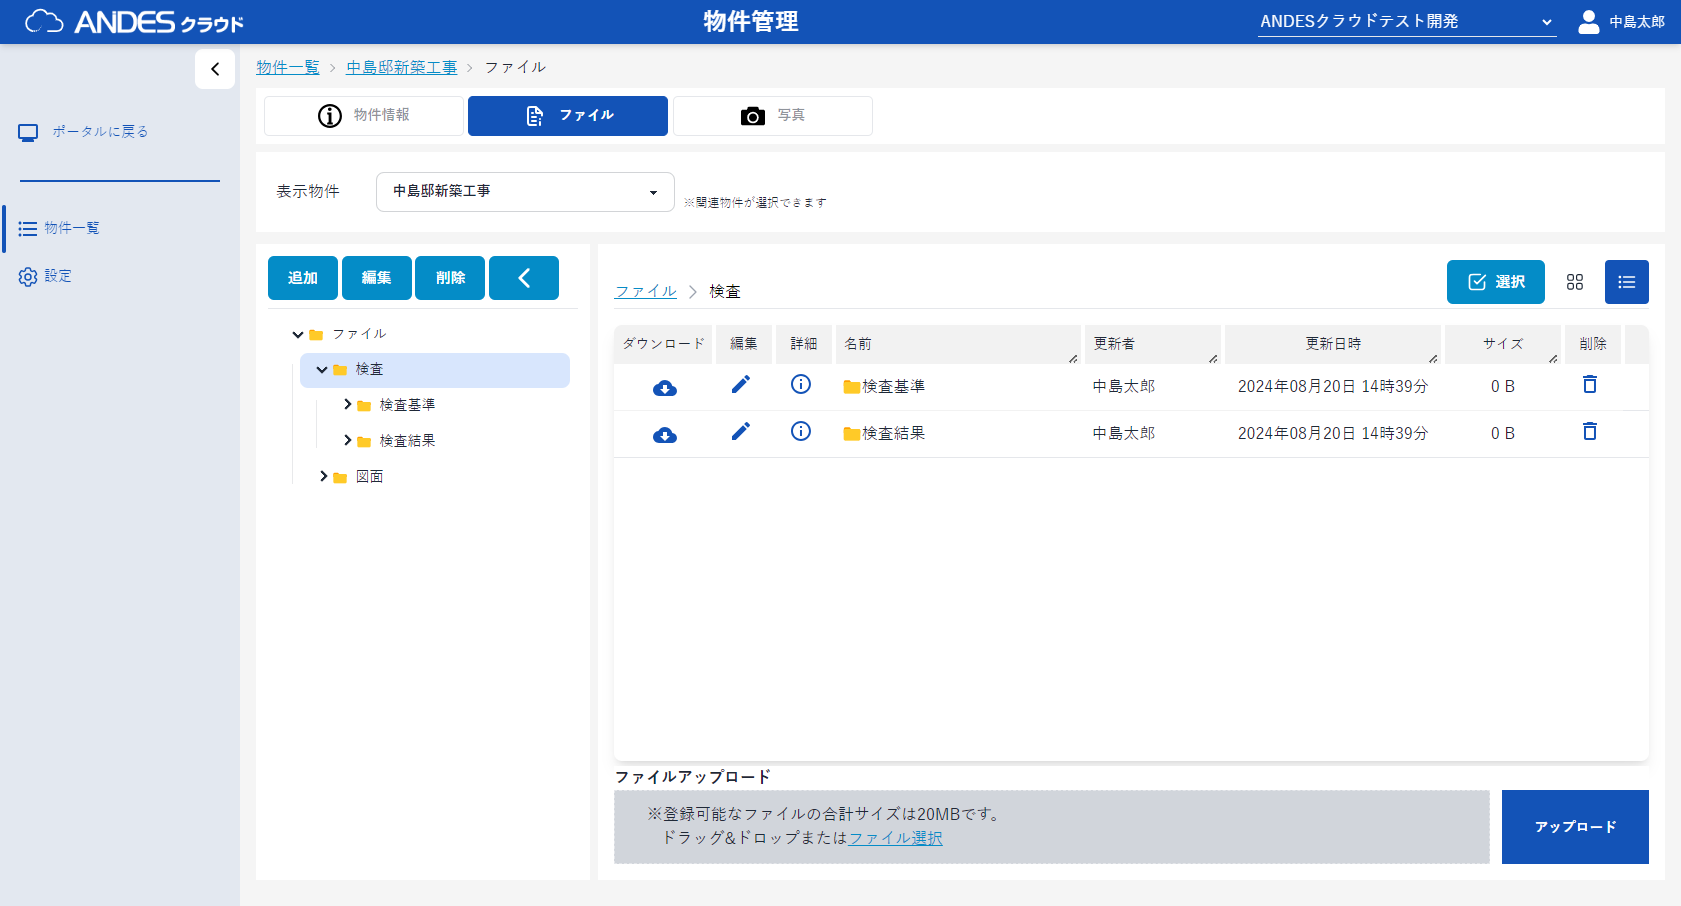 ANDESクラウド
物件管理
ANDESクラウドテスト開発
中島太郎
ポータルに戻る
物件一覧
設定
物件一覧 > 中島邸新築工事 > ファイル
物件情報
ファイル
写真
表示物件
中島邸新築工事
※関連物件が選択できます
追加
編集
削除
ファイル
検査
検査基準
検査結果
図面
ファイル > 検査
選択
ダウンロード 編集 詳細 名前 更新者 更新日時 サイズ 削除
検査基準 中島太郎 2024年08月20日 14時39分 0 B
検査結果 中島太郎 2024年08月20日 14時39分 0 B
ファイルアップロード
※登録可能なファイルの合計サイズは20MBです。
ドラッグ&ドロップまたはファイル選択
アップロード